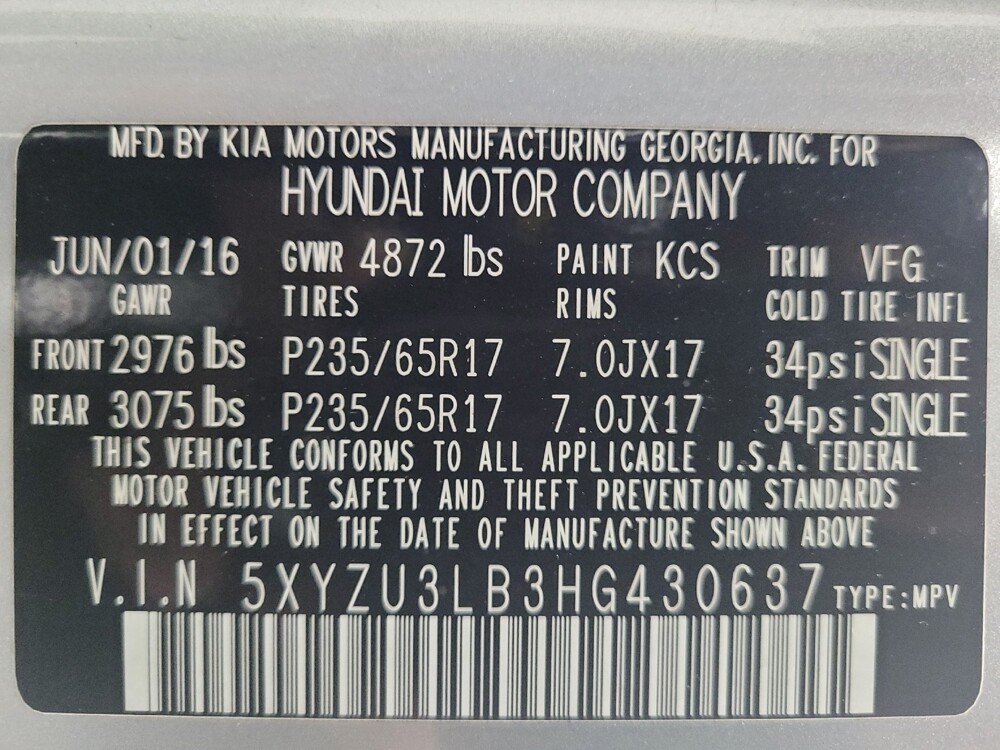 MFD. BY KIA MOTORS MANUFACTURING GEORGIA, INC. FOR
HYUNDAI MOTOR COMPANY
JUN/01/16 GVWR 4872 lbs PAINT KCS TRIM VFG
GAWR TIRES RIMS COLD TIRE INFL
FRONT 2976 lbs P235/65R17 7.0JX17 34psi SINGLE
REAR 3075 lbs P235/65R17 7.0JX17 34psi SINGLE
THIS VEHICLE CONFORMS TO ALL APPLICABLE U.S.A. FEDERAL
MOTOR VEHICLE SAFETY AND THEFT PREVENTION STANDARDS
IN EFFECT ON THE DATE OF MANUFACTURE SHOWN ABOVE
V.I.N 5XYZU3LB3HG430637 TYPE:MPV